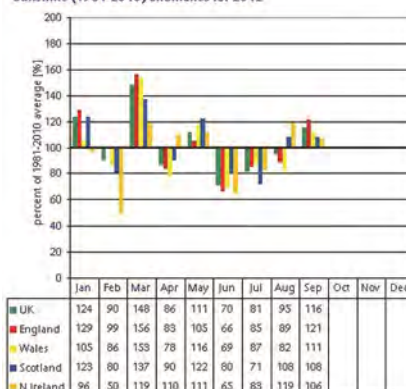 200
180
160
140
120
100
80
60
40
20
0
percent of 1981-2010 average [%]
Jan Feb Mar Apr May Jun Jul Aug Sep Oct Nov Dec
UK 124 90 148 86 111 70 81 95 116
England 129 99 156 83 105 66 85 89 121
Wales 105 86 153 78 116 69 87 82 111
Scotland 123 80 137 90 122 80 71 108 108
N Ireland 96 50 119 110 111 65 83 119 106